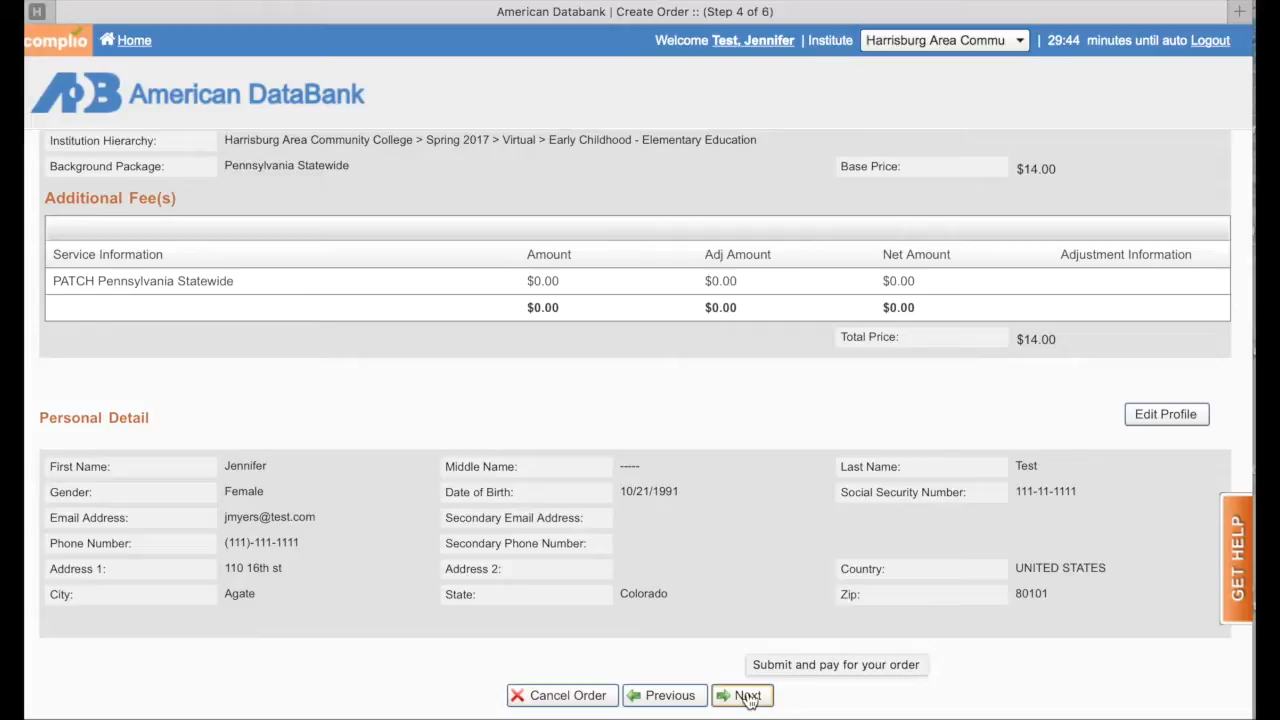 H American Databank | Create Order :: (Step 4 of 6) +
complio Home Welcome Test, Jennifer | Institute Harrisburg Area Commu | 29:44 minutes until auto Logout
ADB American DataBank
Institution Hierarchy: Harrisburg Area Community College > Spring 2017 > Virtual > Early Childhood - Elementary Education
Background Package: Pennsylvania Statewide Base Price: $14.00
Additional Fee(s)
Service Information Amount Adj Amount Net Amount Adjustment Information
PATCH Pennsylvania Statewide $0.00 $0.00 $0.00
$0.00 $0.00 $0.00
Total Price: $14.00
Personal Detail Edit Profile
First Name: Jennifer Middle Name: ----- Last Name: Test
Gender: Female Date of Birth: 10/21/1991 Social Security Number: 111-11-1111
Email Address: jmyers@test.com Secondary Email Address:
Phone Number: (111)-111-1111 Secondary Phone Number:
Address 1: 110 16th st Address 2: Country: UNITED STATES
City: Agate State: Colorado Zip: 80101
GET HELP
Submit and pay for your order
Cancel Order Previous Next